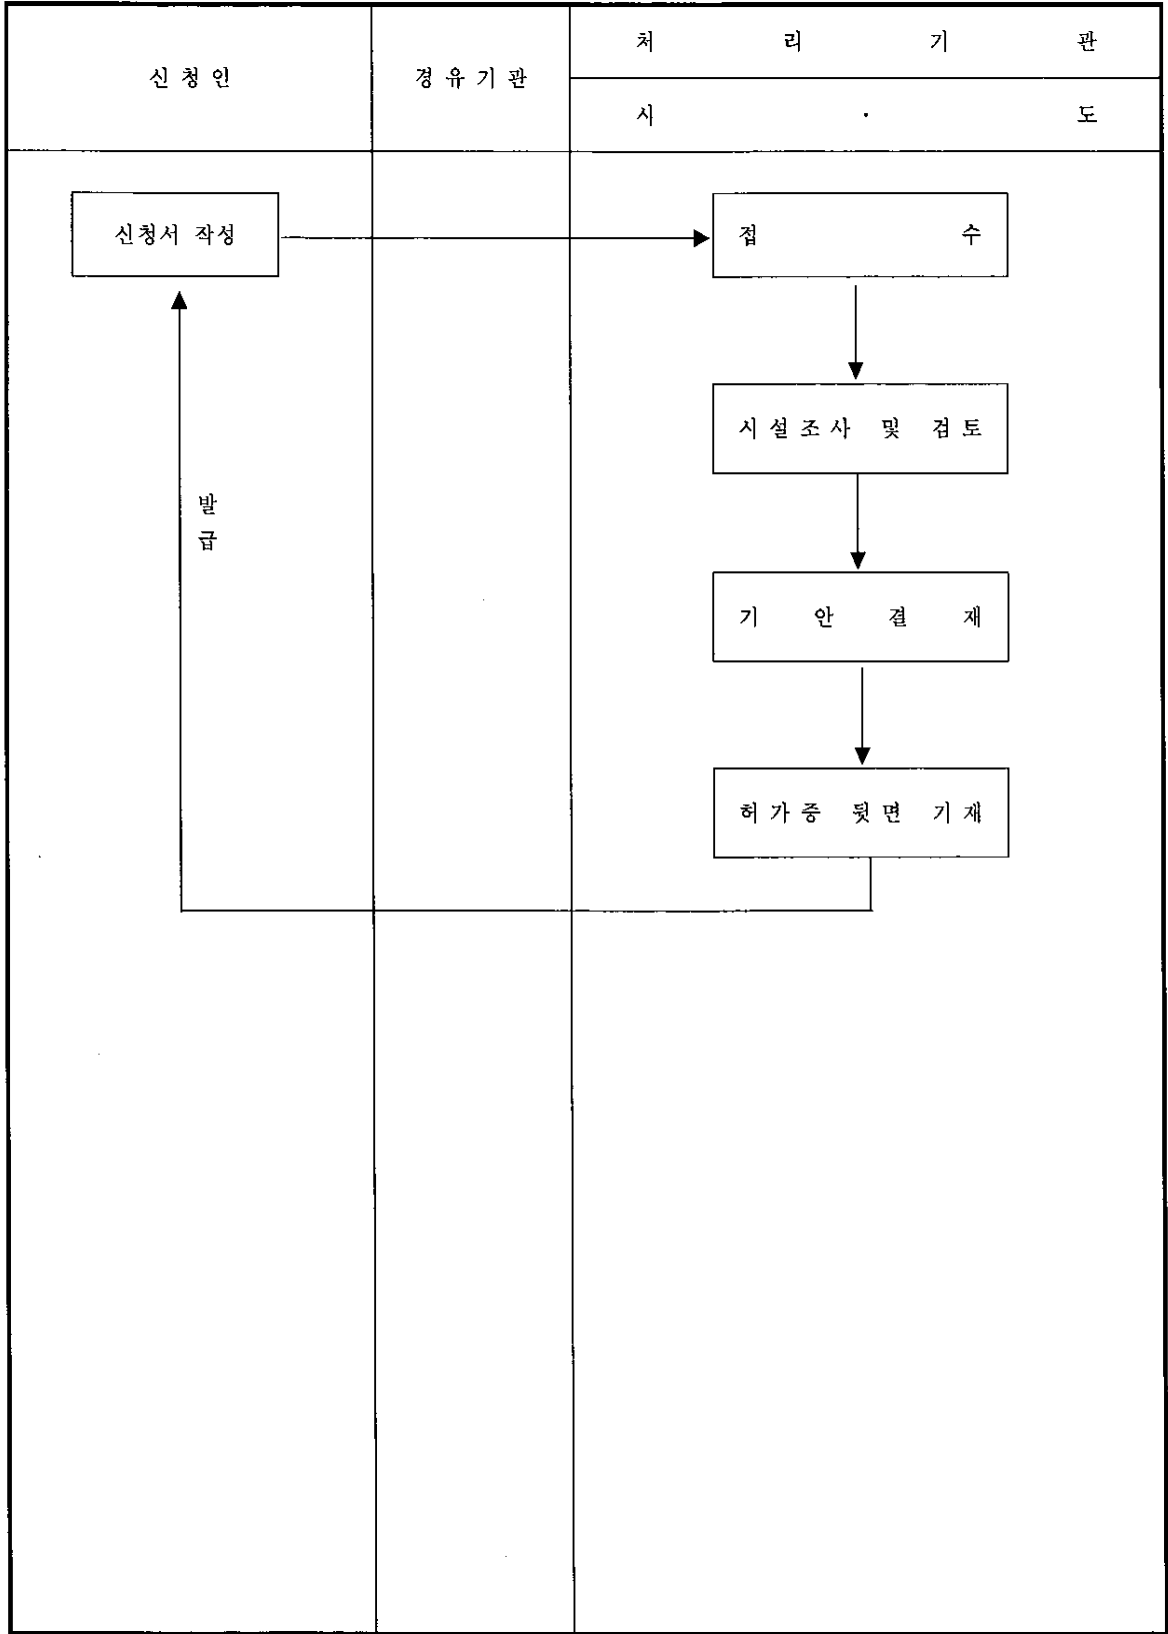 처 리 기 관
신청인
경유기관
시 · 도
신청서 작성
접 수
시설조사 및 검토
발
급
기 안 결 재
허가증 뒷면 기재